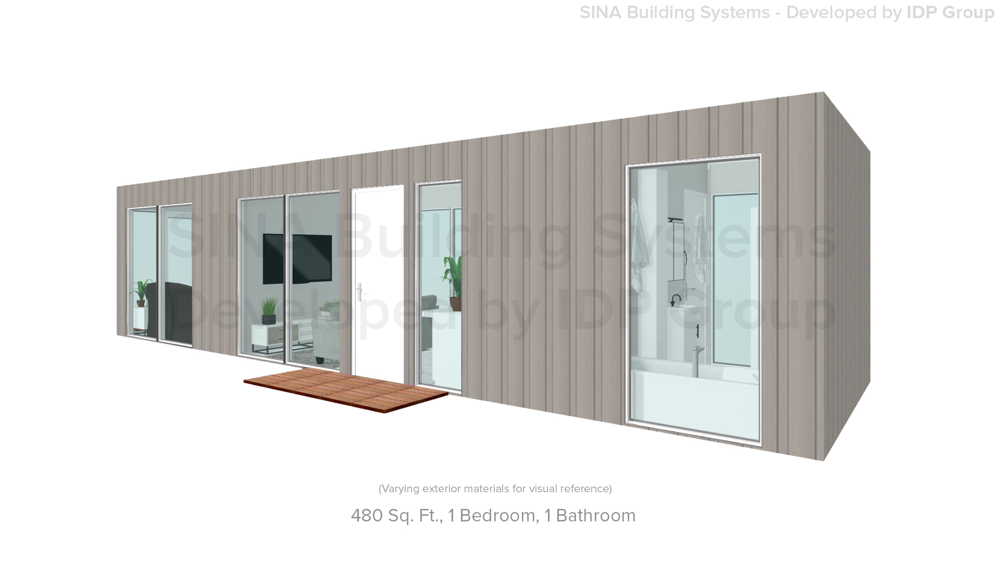 SINA Building Systems - Developed by IDP Group
SINA Building Systems
Developed by IDP Group
(Varying exterior materials for visual reference)
480 Sq. Ft., 1 Bedroom, 1 Bathroom